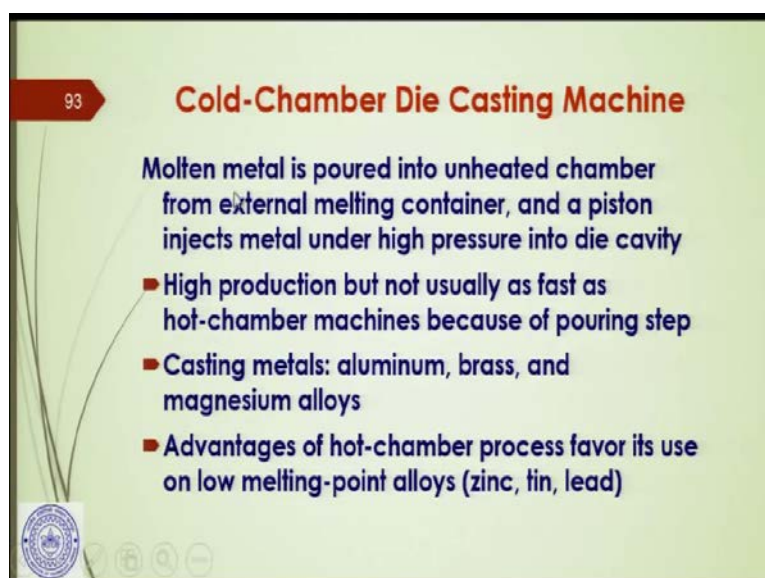 93
Cold-Chamber Die Casting Machine
Molten metal is poured into unheated chamber
from external melting container, and a piston
injects metal under high pressure into die cavity
High production but not usually as fast as
hot-chamber machines because of pouring step
Casting metals: aluminum, brass, and
magnesium alloys
Advantages of hot-chamber process favor its use
on low melting-point alloys (zinc, tin, lead)